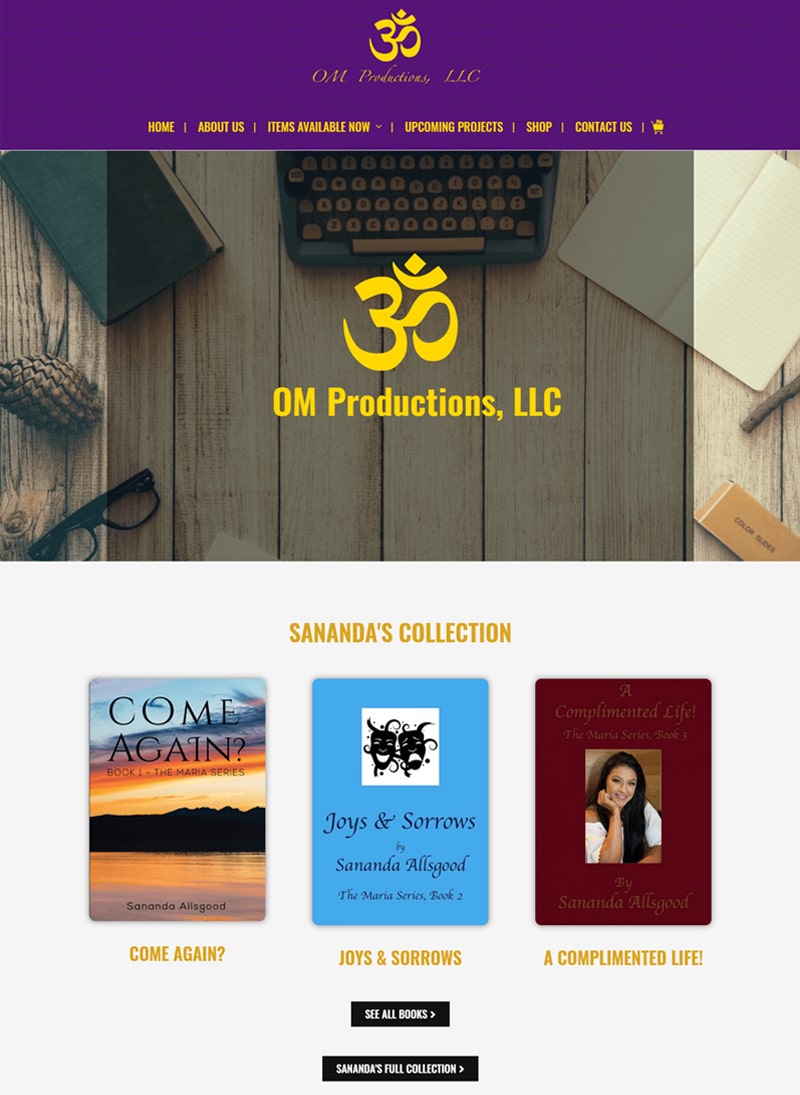 ॐ
OM Productions, LLC
HOME | ABOUT US | ITEMS AVAILABLE NOW | UPCOMING PROJECTS | SHOP | CONTACT US |
Q W E R T Y U I O P
A S D F G H J K L
Z X C V B N M
ॐ
OM Productions, LLC
COLOR SLIDES
SANANDA'S COLLECTION
COME
AGAIN?
BOOK 1 - THE MARIA SERIES
Sananda Allsgood
Joys & Sorrows
by
Sananda Allsgood
The Maria Series, Book 2
A
Complimented Life!
The Maria Series, Book 3
By
Sananda Allsgood
COME AGAIN?
JOYS & SORROWS
A COMPLIMENTED LIFE!
SEE ALL BOOKS >
SANANDA'S FULL COLLECTION >